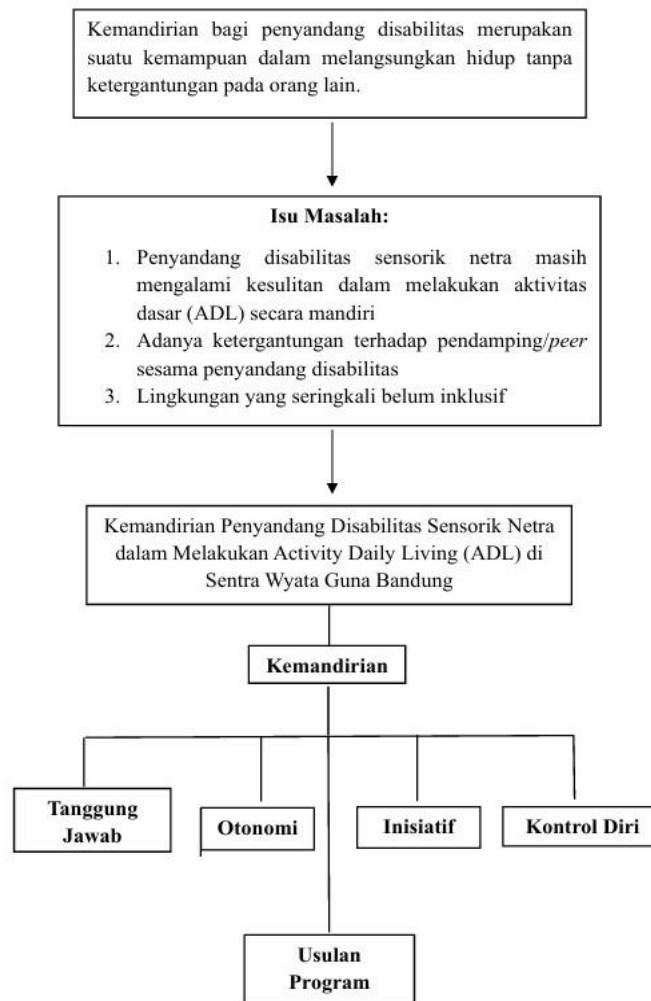 Kemandirian bagi penyandang disabilitas merupakan
suatu kemampuan dalam melangsungkan hidup tanpa
ketergantungan pada orang lain.
Isu Masalah:
1. Penyandang disabilitas sensorik netra masih
mengalami kesulitan dalam melakukan aktivitas
dasar (ADL) secara mandiri
2. Adanya ketergantungan terhadap pendamping/peer
sesama penyandang disabilitas
3. Lingkungan yang seringkali belum inklusif
Kemandirian Penyandang Disabilitas Sensorik Netra
dalam Melakukan Activity Daily Living (ADL) di
Sentra Wyata Guna Bandung
Kemandirian
Tanggung
Jawab
Otonomi
Inisiatif
Kontrol Diri
Usulan
Program